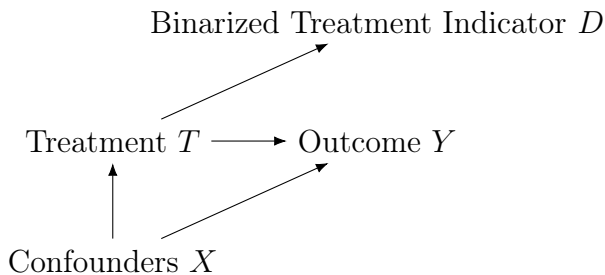 Binarized Treatment Indicator D
Treatment T
Outcome Y
Confounders X